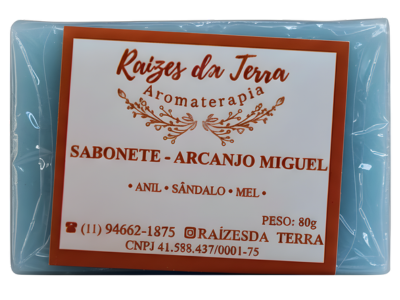 Raízes da Terra
Aromaterapia
SABONETE - ARCANJO MIGUEL
• ANIL • SÂNDALO • MEL •
PESO: 80g
☎ (11) 94662-1875 RAÍZESDA TERRA
CNPJ 41.588.437/0001-75